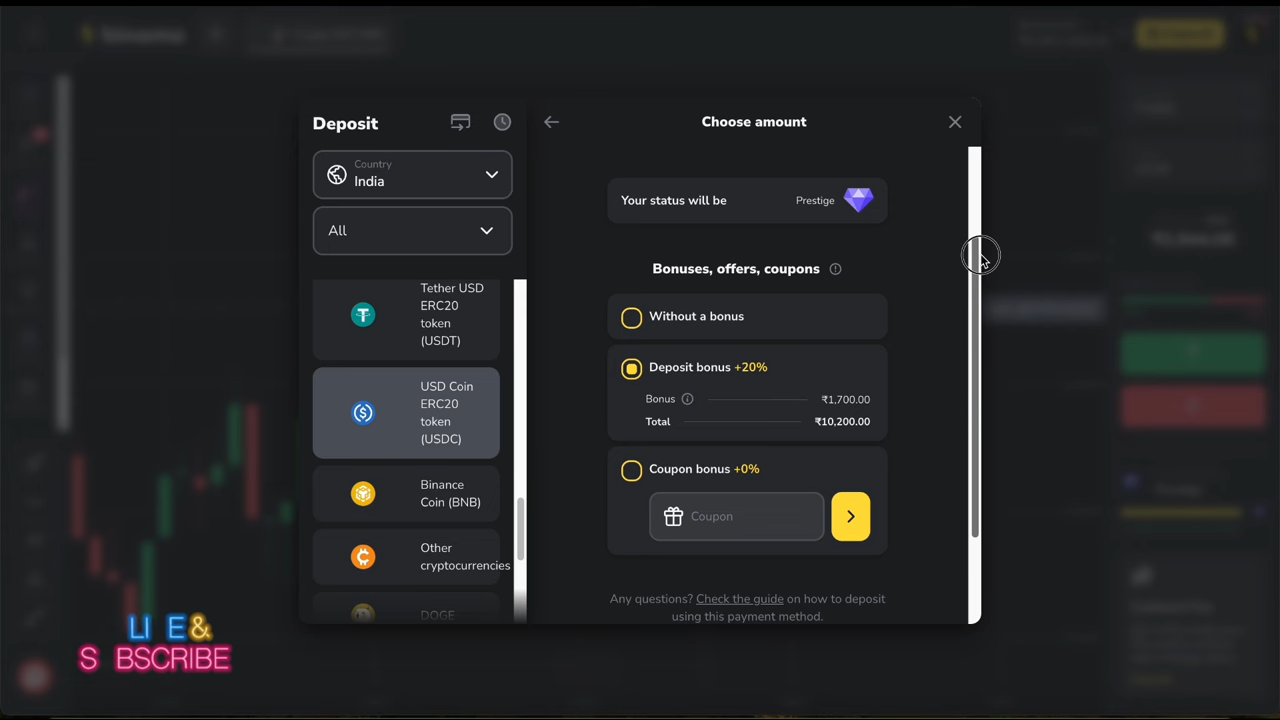 Deposit
Choose amount
Country
India
All
Your status will be
Prestige
Bonuses, offers, coupons
Without a bonus
Deposit bonus +20%
Bonus
₹1,700.00
Total
₹10,200.00
Coupon bonus +0%
Coupon
Any questions? Check the guide on how to deposit
using this payment method.
Tether USD
ERC20
token
(USDT)
USD Coin
ERC20
token
(USDC)
Binance
Coin (BNB)
Other
cryptocurrencies
DOGE
LI E&
S BSCRIBE